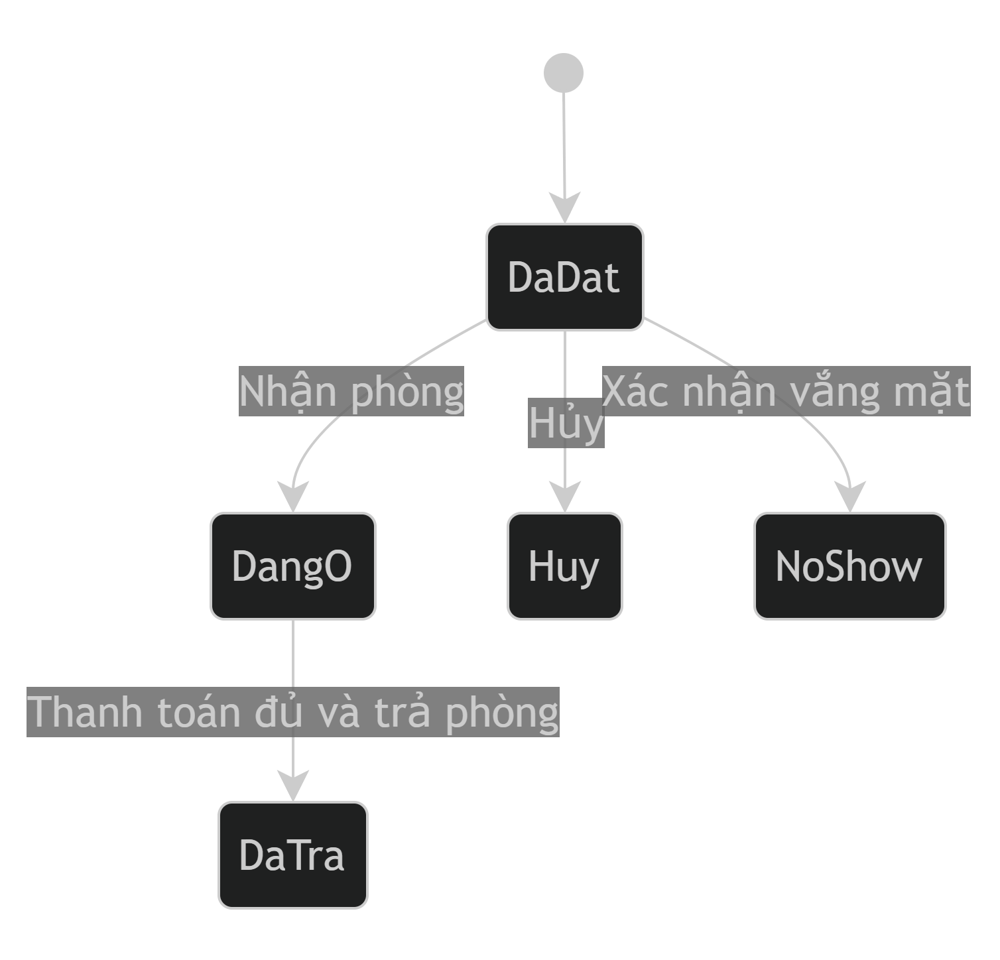 DaDat
Nhận phòng
Hủy
Xác nhận vắng mặt
DangO
Huy
NoShow
Thanh toán đủ và trả phòng
DaTra